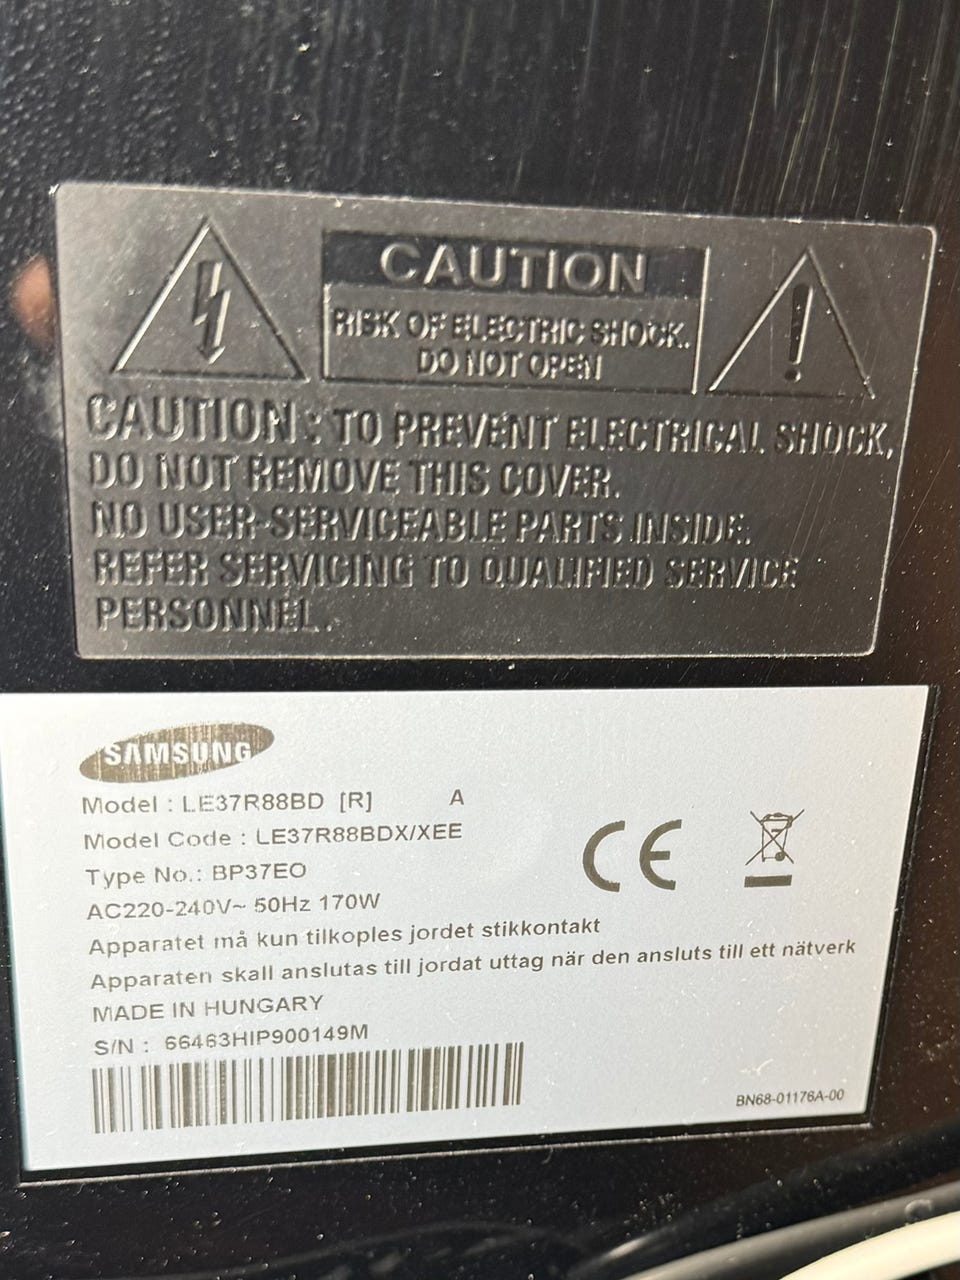 CAUTION
RISK OF ELECTRIC SHOCK.
DO NOT OPEN
CAUTION : TO PREVENT ELECTRICAL SHOCK,
DO NOT REMOVE THIS COVER.
NO USER-SERVICEABLE PARTS INSIDE.
REFER SERVICING TO QUALIFIED SERVICE
PERSONNEL.
SAMSUNG
Model : LE37R88BD [R] A
Model Code : LE37R88BDX/XEE
Type No.: BP37EO
AC220-240V~ 50Hz 170W
Apparatet må kun tilkoples jordet stikkontakt
Apparaten skall anslutas till jordat uttag när den ansluts till ett nätverk
MADE IN HUNGARY
S/N : 66463HIP900149M
CE
BN68-01176A-00